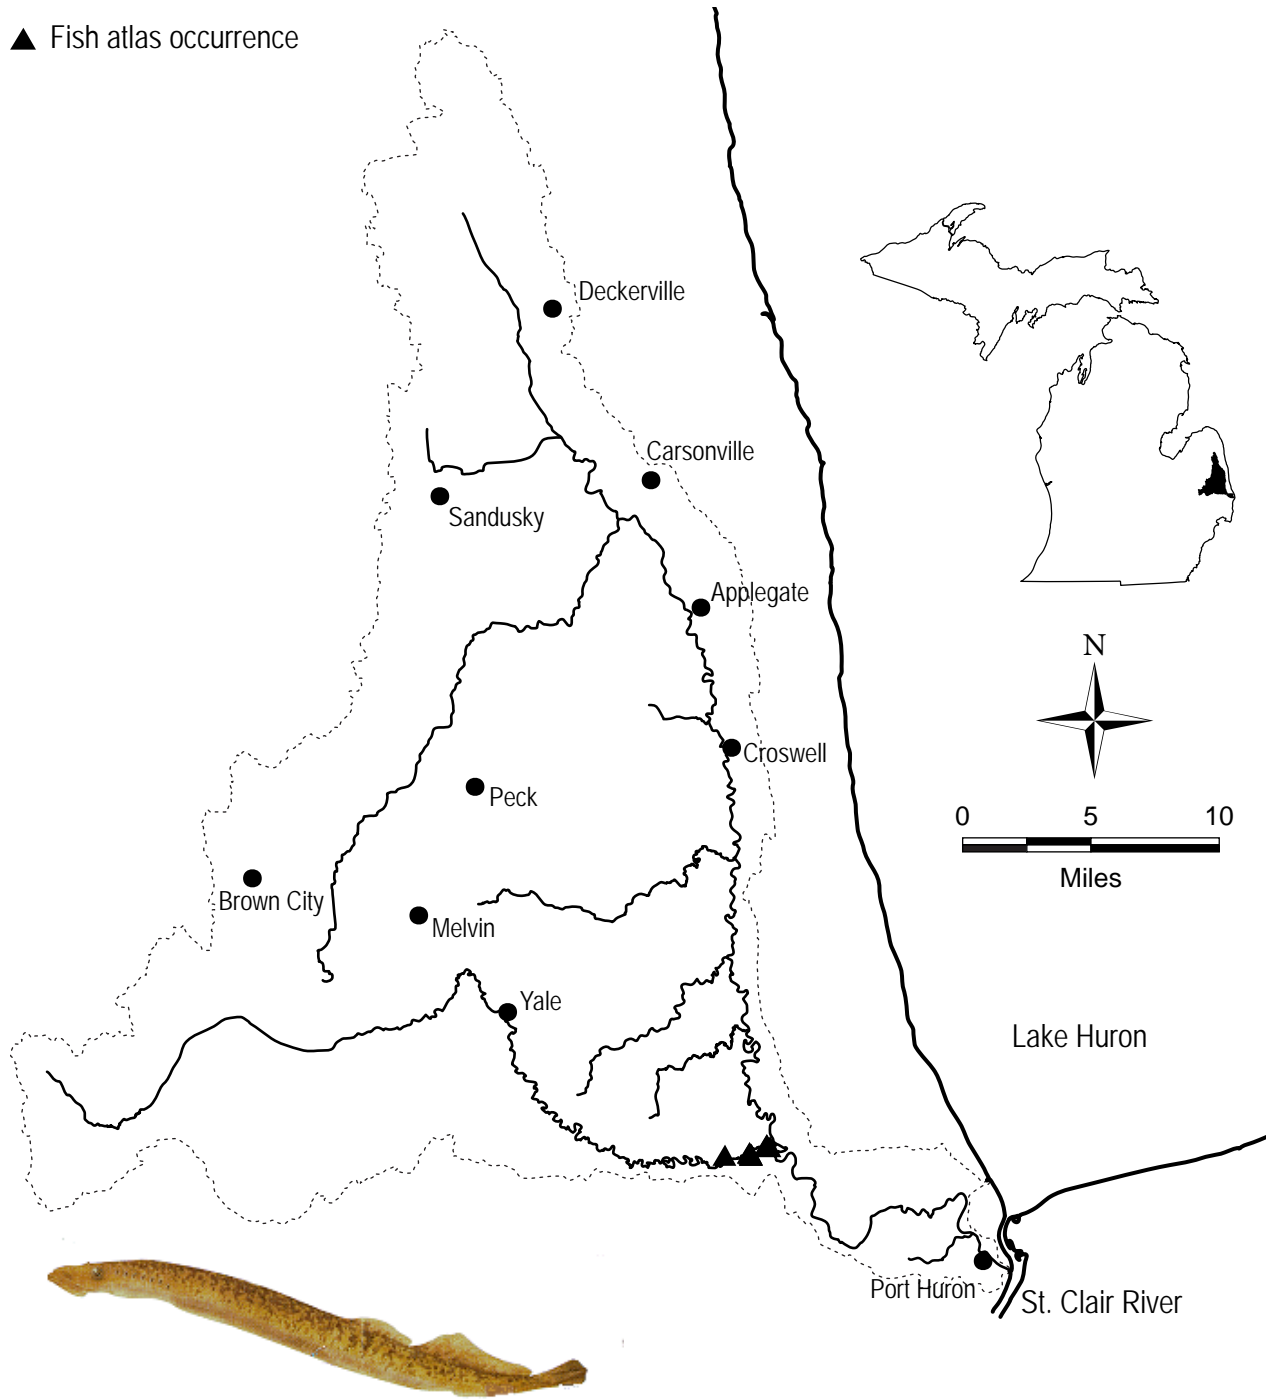 Fish atlas occurrence
Deckerville
Carsonville
Sandusky
Applegate
N
Croswell
Peck
0 5 10
Miles
Brown City
Melvin
Yale
Lake Huron
Port Huron
St. Clair River